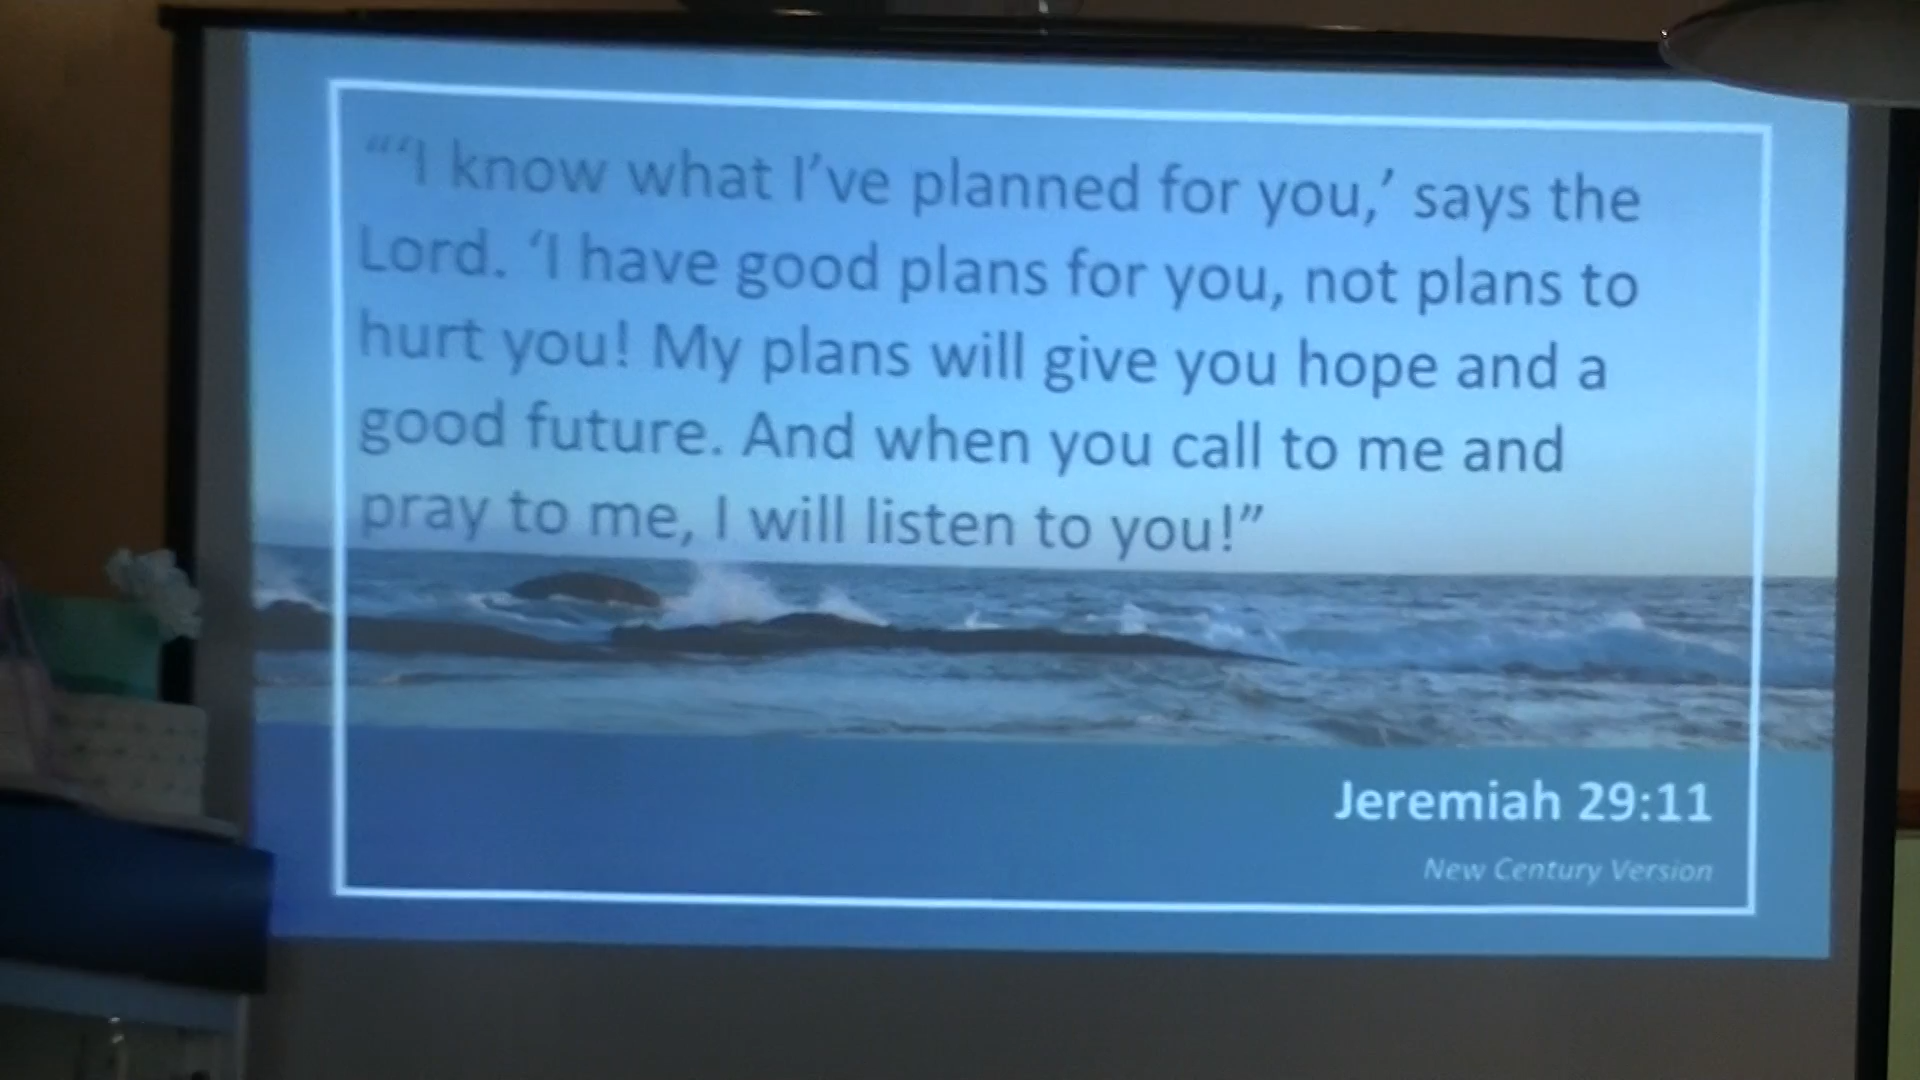 “‘I know what I’ve planned for you,’ says the
Lord. ‘I have good plans for you, not plans to
hurt you! My plans will give you hope and a
good future. And when you call to me and
pray to me, I will listen to you!”
Jeremiah 29:11
New Century Version